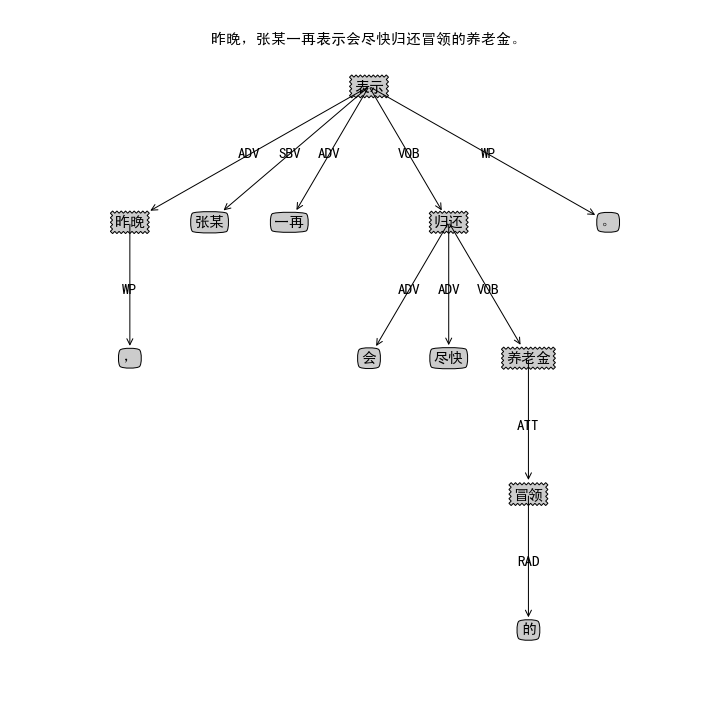 昨晚，张某一再表示会尽快归还冒领的养老金。
表示
ADV SBV ADV VOB WP
昨晚 张某 一再 归还 。
WP ADV ADV VOB
， 会 尽快 养老金
ATT
冒领
RAD
的